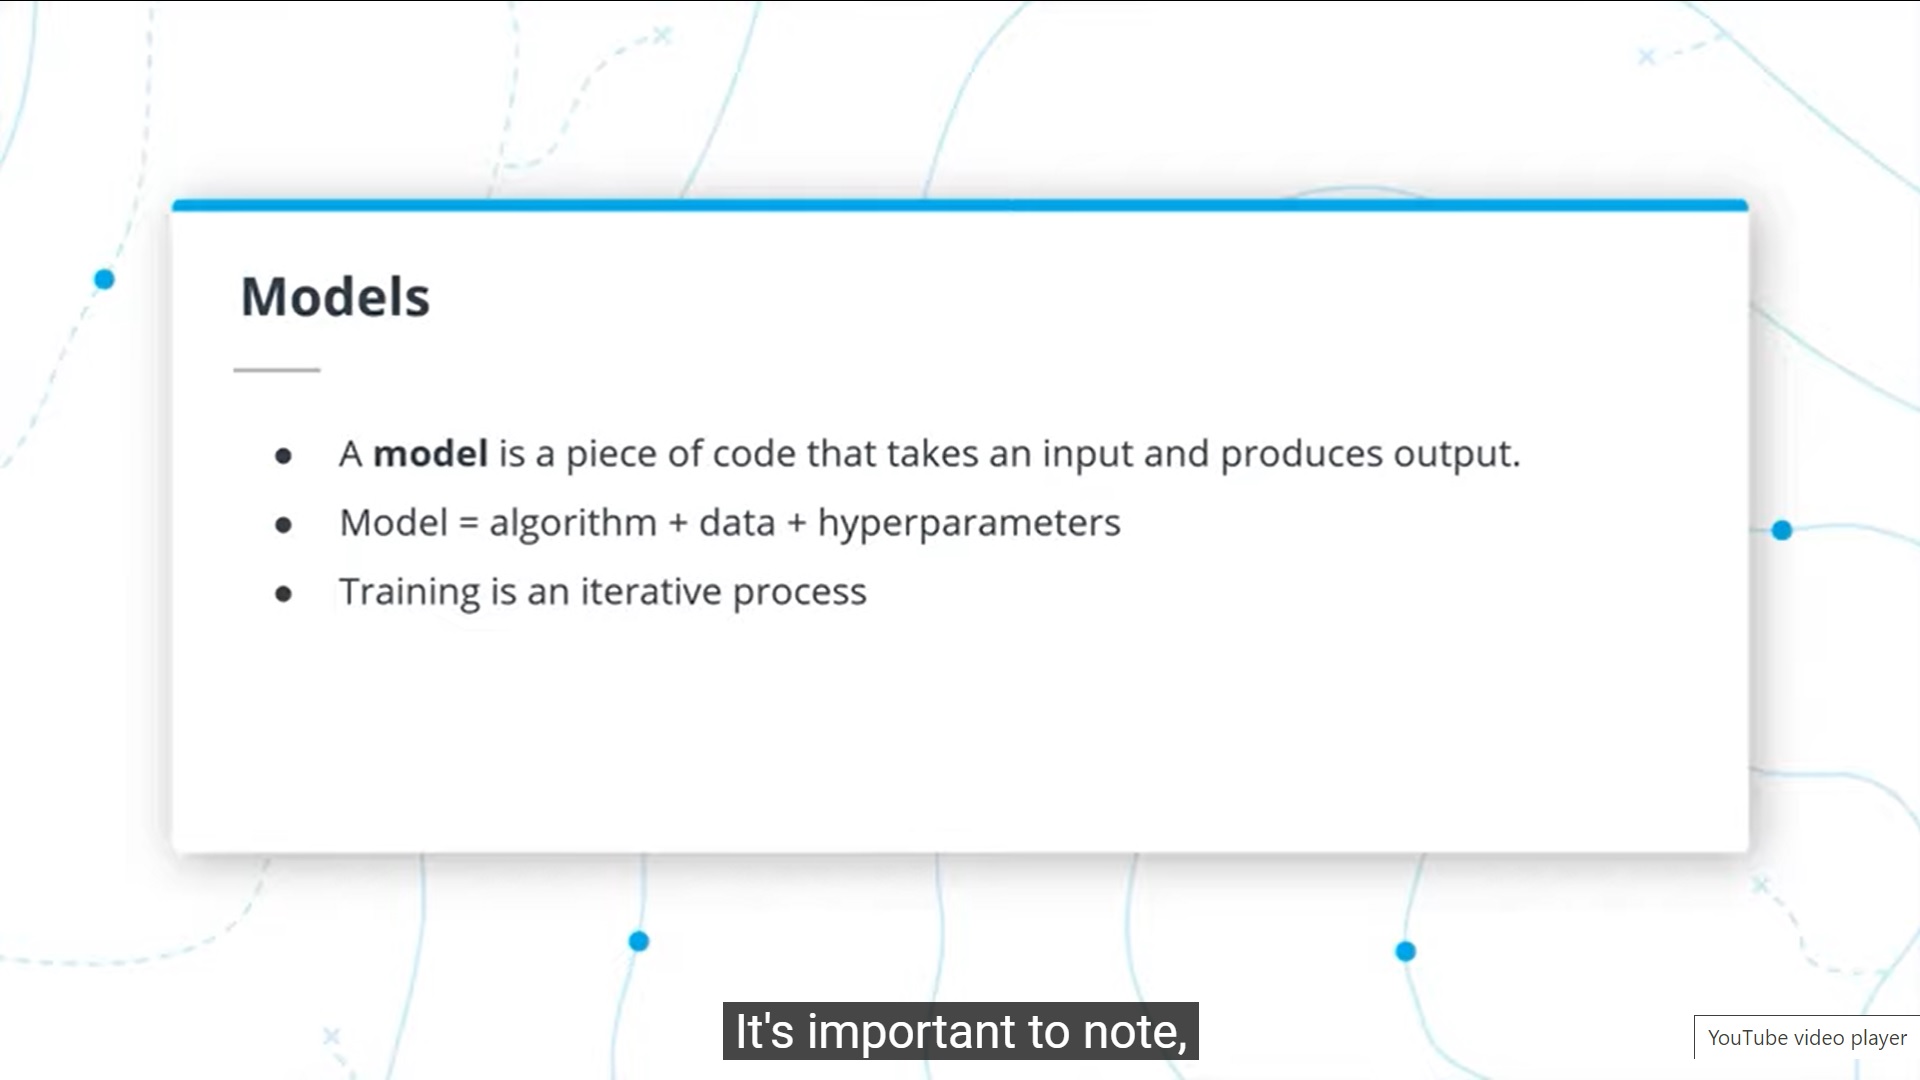 Models
● A model is a piece of code that takes an input and produces output.
● Model = algorithm + data + hyperparameters
● Training is an iterative process
It's important to note,
YouTube video player